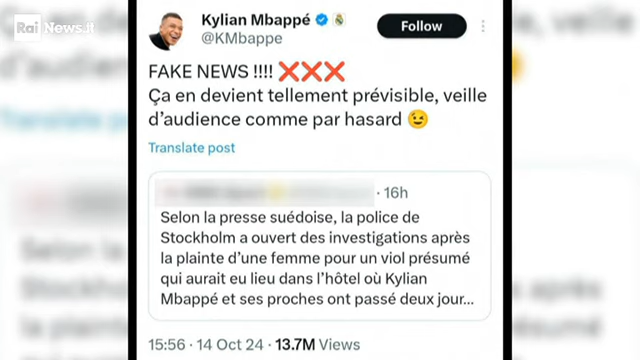 Rai News.it
Kylian Mbappé
Follow
@KMbappe
FAKE NEWS !!!! ❌❌❌
Ça en devient tellement prévisible, veille
d’audience comme par hasard 😉
Translate post
· 16h
Selon la presse suédoise, la police de
Stockholm a ouvert des investigations après
la plainte d’une femme pour un viol présumé
qui aurait eu lieu dans l’hôtel où Kylian
Mbappé et ses proches ont passé deux jour...
15:56 · 14 Oct 24 · 13.7M Views